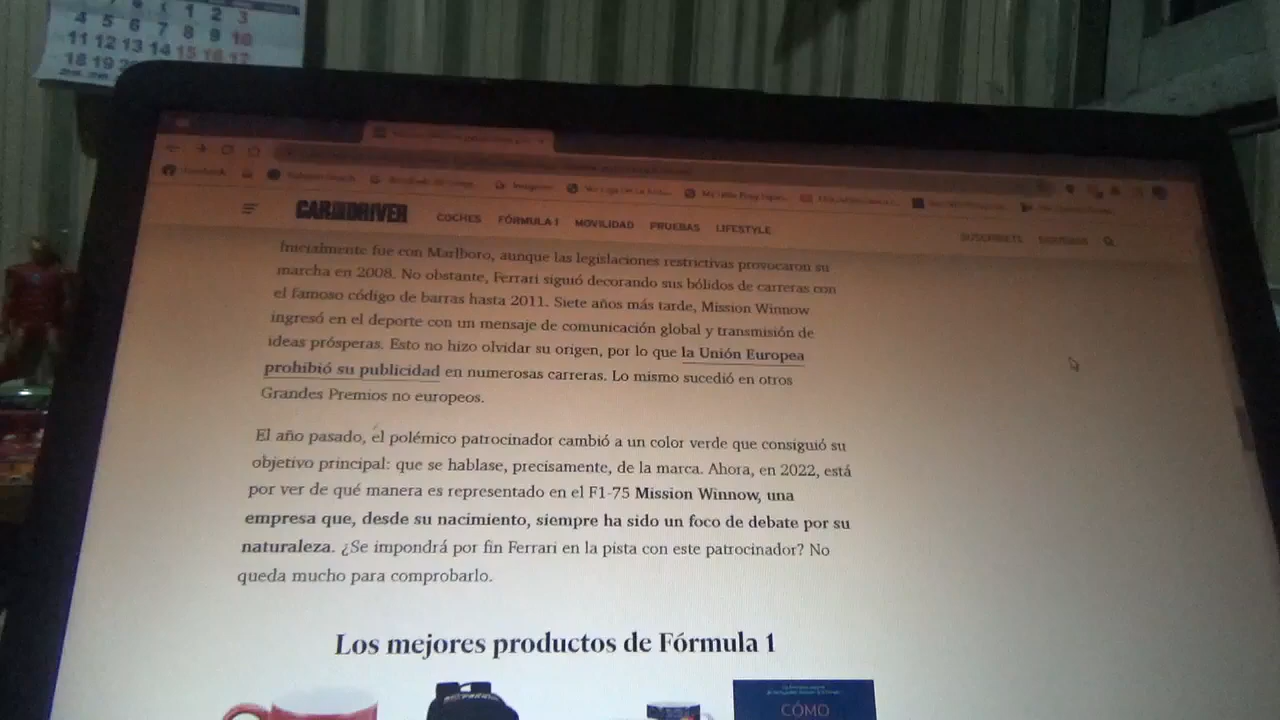 1 2 3
4 5 6 7 8 9 10
11 12 13 14 15 16 17
18 19
Facebook
CAR AND DRIVER
COCHES FÓRMULA 1 MOVILIDAD PRUEBAS LIFESTYLE
SUSCRÍBETE
Inicialmente fue con Marlboro, aunque las legislaciones restrictivas provocaron su
marcha en 2008. No obstante, Ferrari siguió decorando sus bólidos de carreras con
el famoso código de barras hasta 2011. Siete años más tarde, Mission Winnow
ingresó en el deporte con un mensaje de comunicación global y transmisión de
ideas prósperas. Esto no hizo olvidar su origen, por lo que la Unión Europea
prohibió su publicidad en numerosas carreras. Lo mismo sucedió en otros
Grandes Premios no europeos.
El año pasado, el polémico patrocinador cambió a un color verde que consiguió su
objetivo principal: que se hablase, precisamente, de la marca. Ahora, en 2022, está
por ver de qué manera es representado en el F1-75 Mission Winnow, una
empresa que, desde su nacimiento, siempre ha sido un foco de debate por su
naturaleza. ¿Se impondrá por fin Ferrari en la pista con este patrocinador? No
queda mucho para comprobarlo.
Los mejores productos de Fórmula 1
CÓMO